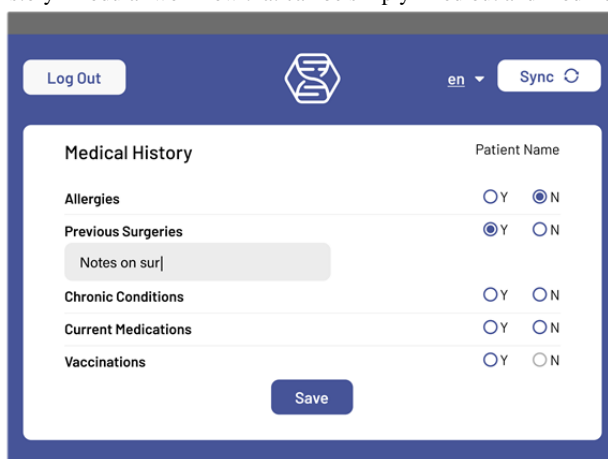 Log Out
en
Sync
Medical History
Patient Name
Allergies
Y
N
Previous Surgeries
Y
N
Notes on sur
Chronic Conditions
Y
N
Current Medications
Y
N
Vaccinations
Y
N
Save